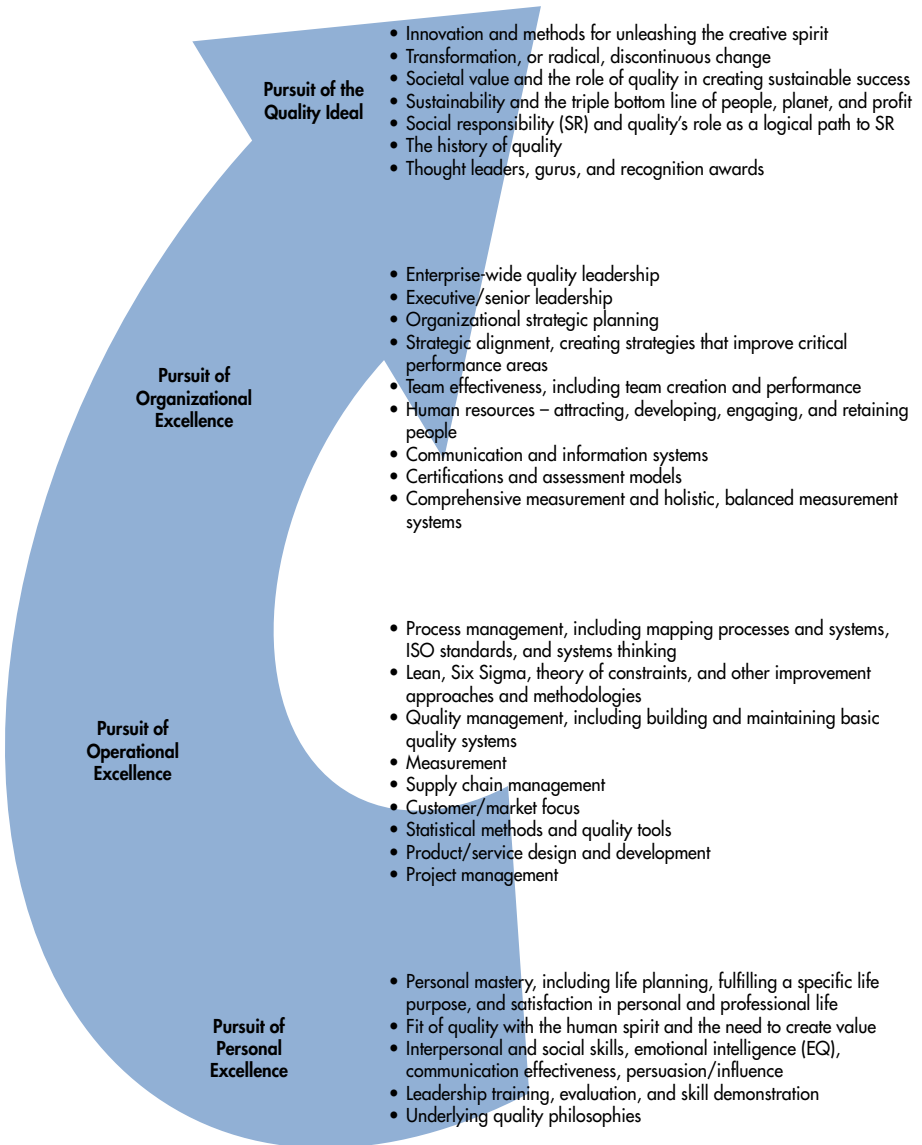 Pursuit of the
Quality Ideal
• Innovation and methods for unleashing the creative spirit
• Transformation, or radical, discontinuous change
• Societal value and the role of quality in creating sustainable success
• Sustainability and the triple bottom line of people, planet, and profit
• Social responsibility (SR) and quality’s role as a logical path to SR
• The history of quality
• Thought leaders, gurus, and recognition awards
Pursuit of
Organizational
Excellence
• Enterprise-wide quality leadership
• Executive/senior leadership
• Organizational strategic planning
• Strategic alignment, creating strategies that improve critical
performance areas
• Team effectiveness, including team creation and performance
• Human resources – attracting, developing, engaging, and retaining
people
• Communication and information systems
• Certifications and assessment models
• Comprehensive measurement and holistic, balanced measurement
systems
Pursuit of
Operational
Excellence
• Process management, including mapping processes and systems,
ISO standards, and systems thinking
• Lean, Six Sigma, theory of constraints, and other improvement
approaches and methodologies
• Quality management, including building and maintaining basic
quality systems
• Measurement
• Supply chain management
• Customer/market focus
• Statistical methods and quality tools
• Product/service design and development
• Project management
Pursuit of
Personal
Excellence
• Personal mastery, including life planning, fulfilling a specific life
purpose, and satisfaction in personal and professional life
• Fit of quality with the human spirit and the need to create value
• Interpersonal and social skills, emotional intelligence (EQ),
communication effectiveness, persuasion/influence
• Leadership training, evaluation, and skill demonstration
• Underlying quality philosophies